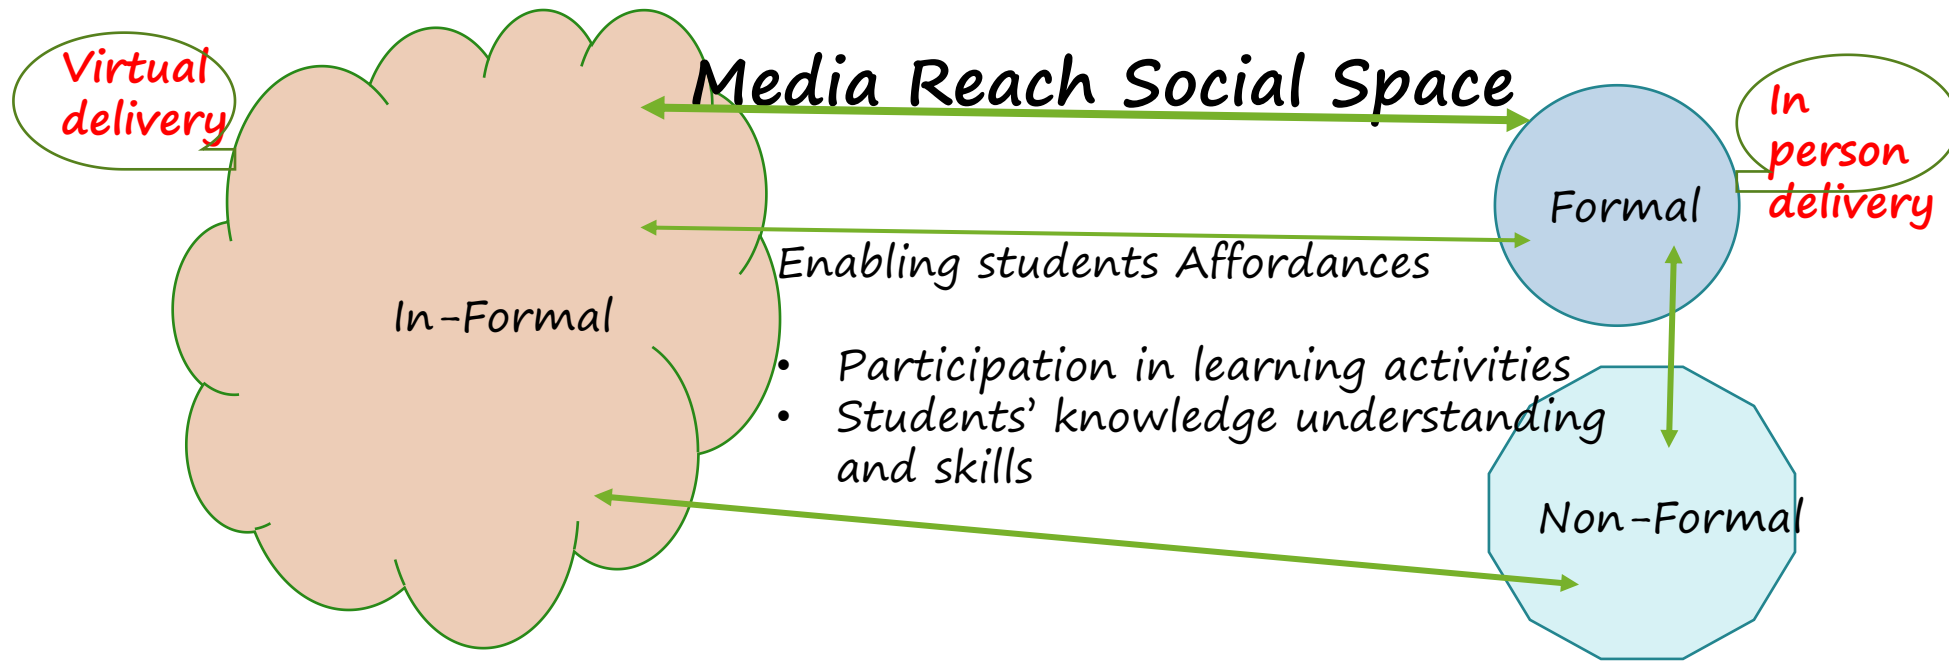 Virtual
delivery
Media Reach Social Space
In
person
delivery
Formal
Enabling students Affordances
In-Formal
• Participation in learning activities
• Students’ knowledge understanding
and skills
Non-Formal